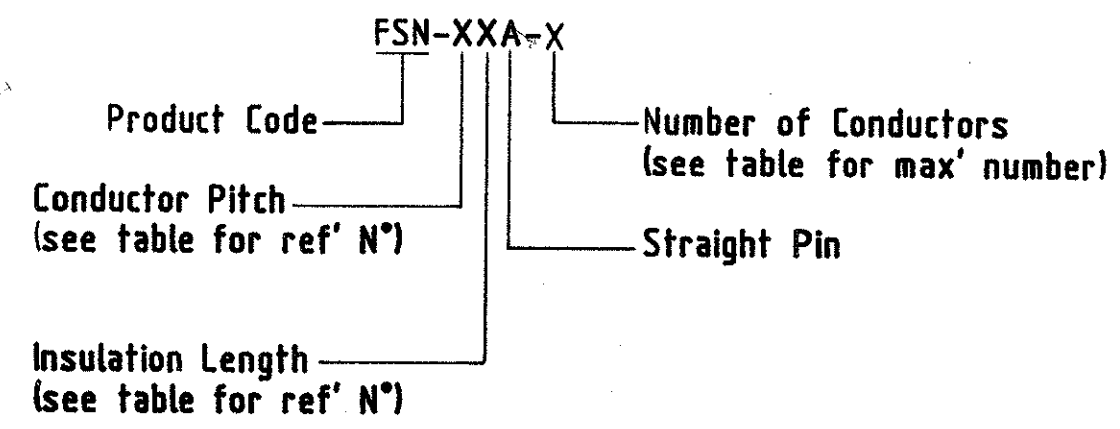 FSN-XXA-X
Product Code
Number of Conductors
(see table for max' number)
Conductor Pitch
(see table for ref' N°)
Straight Pin
Insulation Length
(see table for ref' N°)